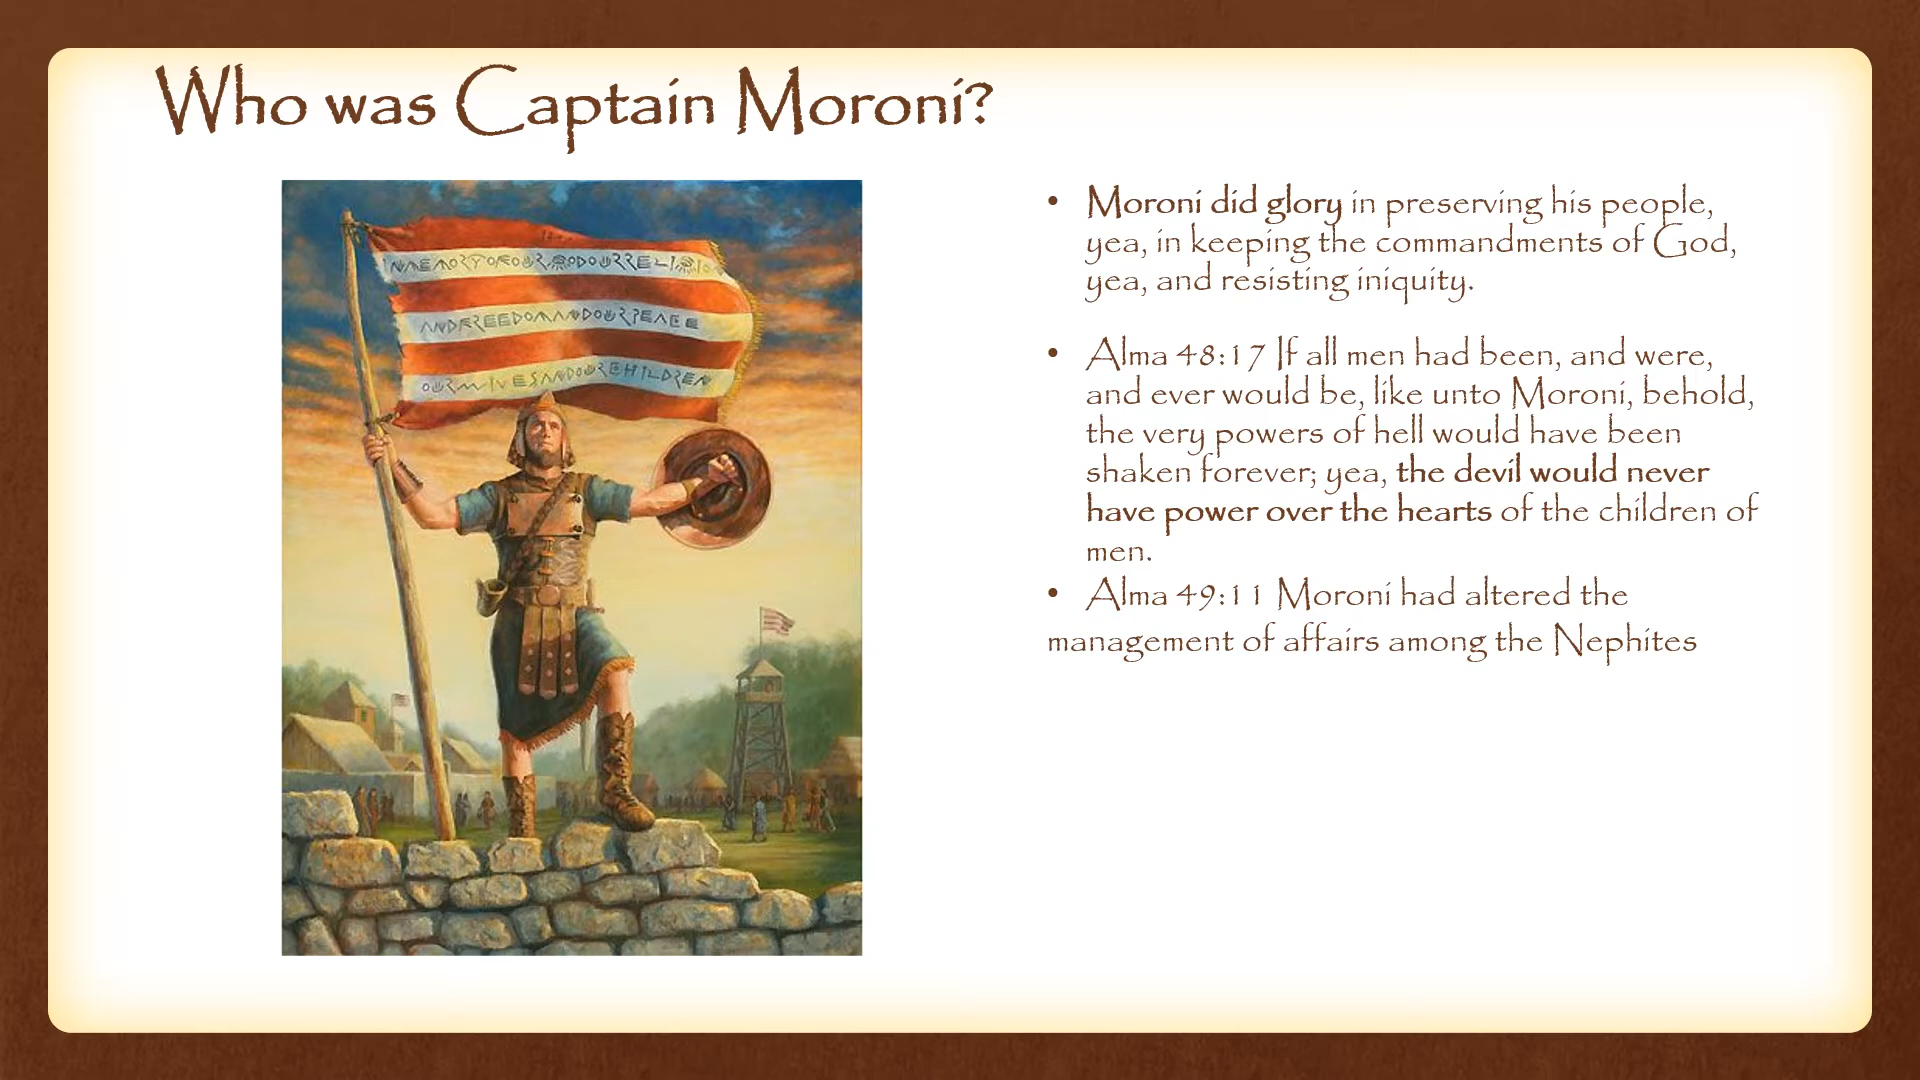 Who was Captain Moroni?
INMEMORYOFOURGODOURRELIGION
ANDFREEDOMANDOURPEACE
OURWIVESANDOURCHILDREN
• Moroni did glory in preserving his people,
yea, in keeping the commandments of God,
yea, and resisting iniquity.
• Alma 48:17 If all men had been, and were,
and ever would be, like unto Moroni, behold,
the very powers of hell would have been
shaken forever; yea, the devil would never
have power over the hearts of the children of
men.
• Alma 49:11 Moroni had altered the
management of affairs among the Nephites